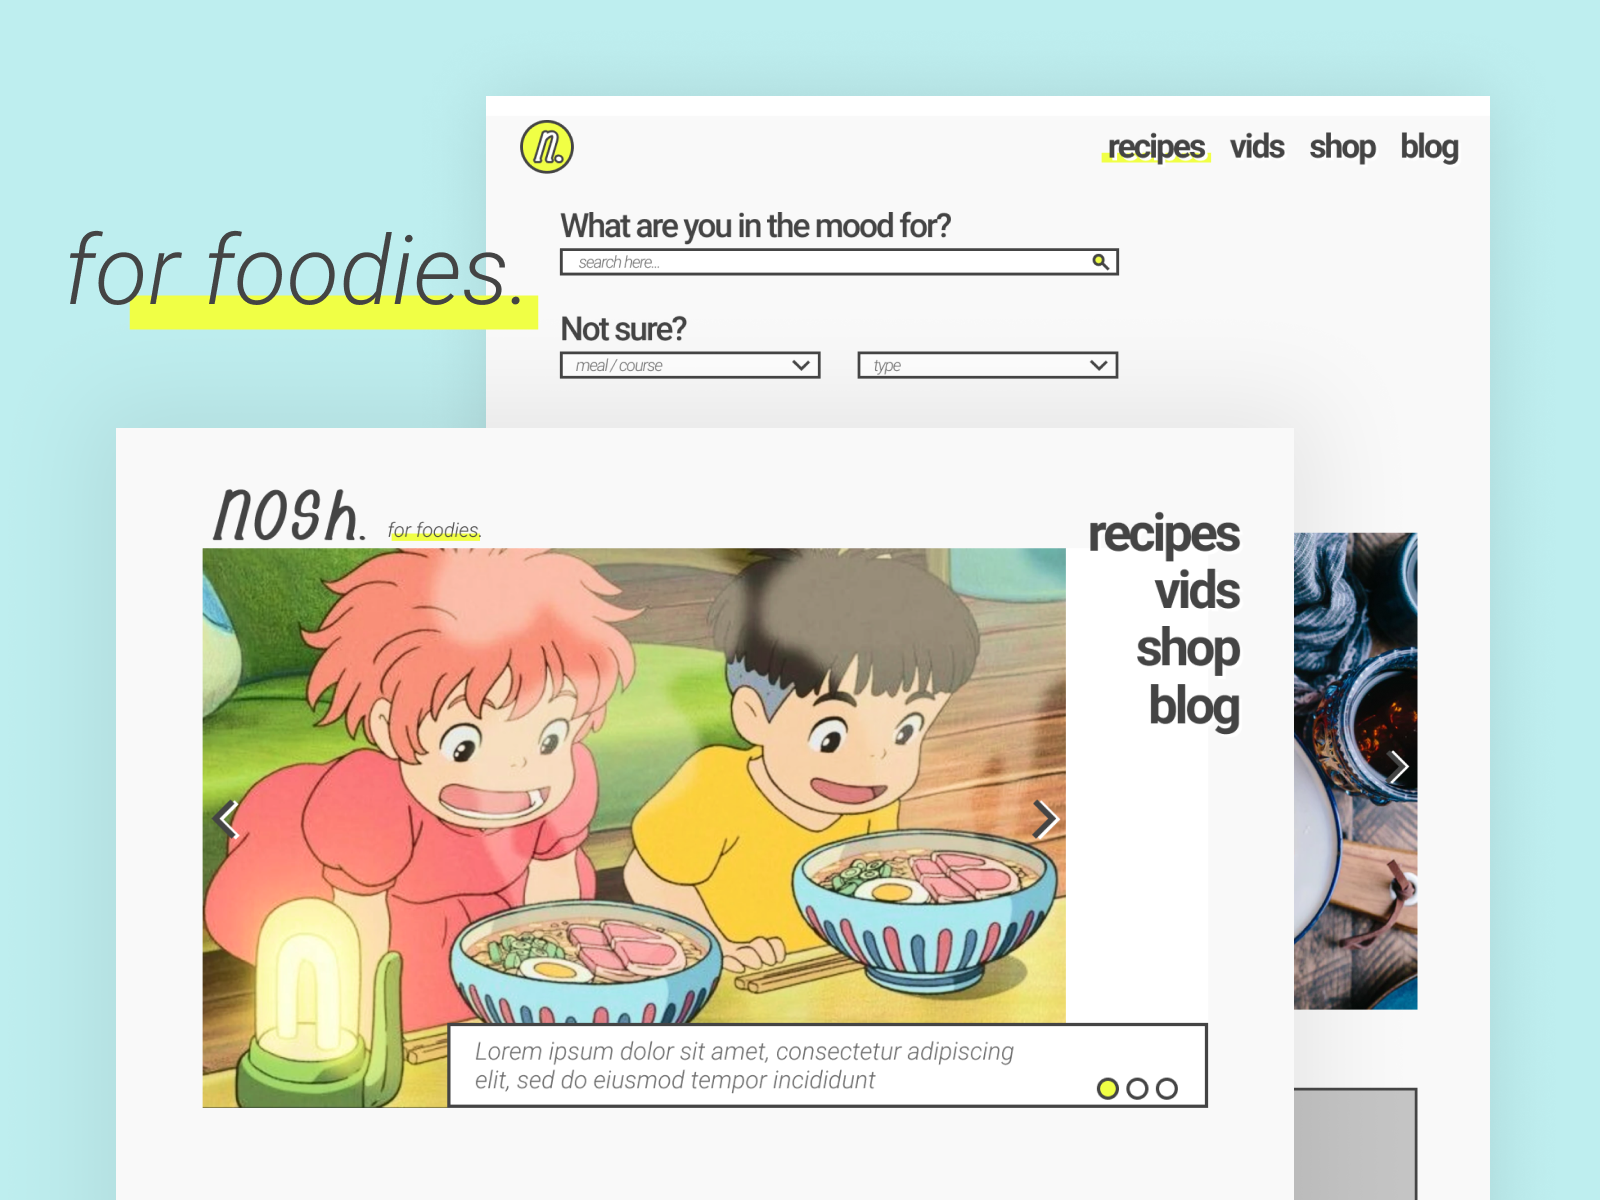 n.
recipes vids shop blog
What are you in the mood for?
search here...
for foodies.
Not sure?
meal / course
type
nosh.
for foodies.
recipes
vids
shop
blog
Lorem ipsum dolor sit amet, consectetur adipiscing
elit, sed do eiusmod tempor incididunt